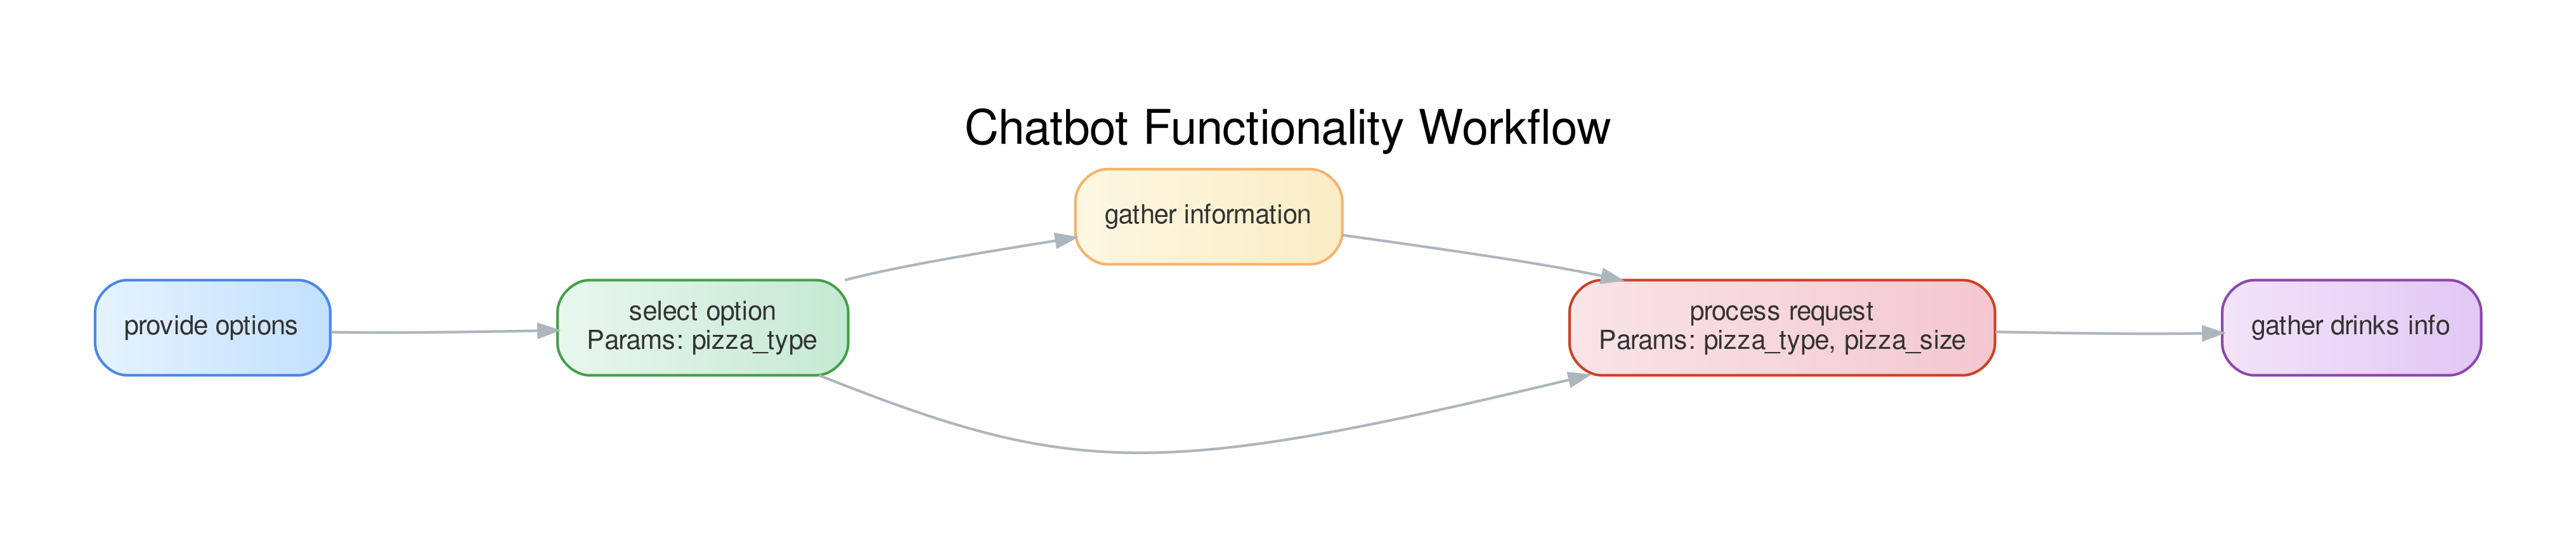 Chatbot Functionality Workflow
gather information
provide options
select option
Params: pizza_type
process request
Params: pizza_type, pizza_size
gather drinks info